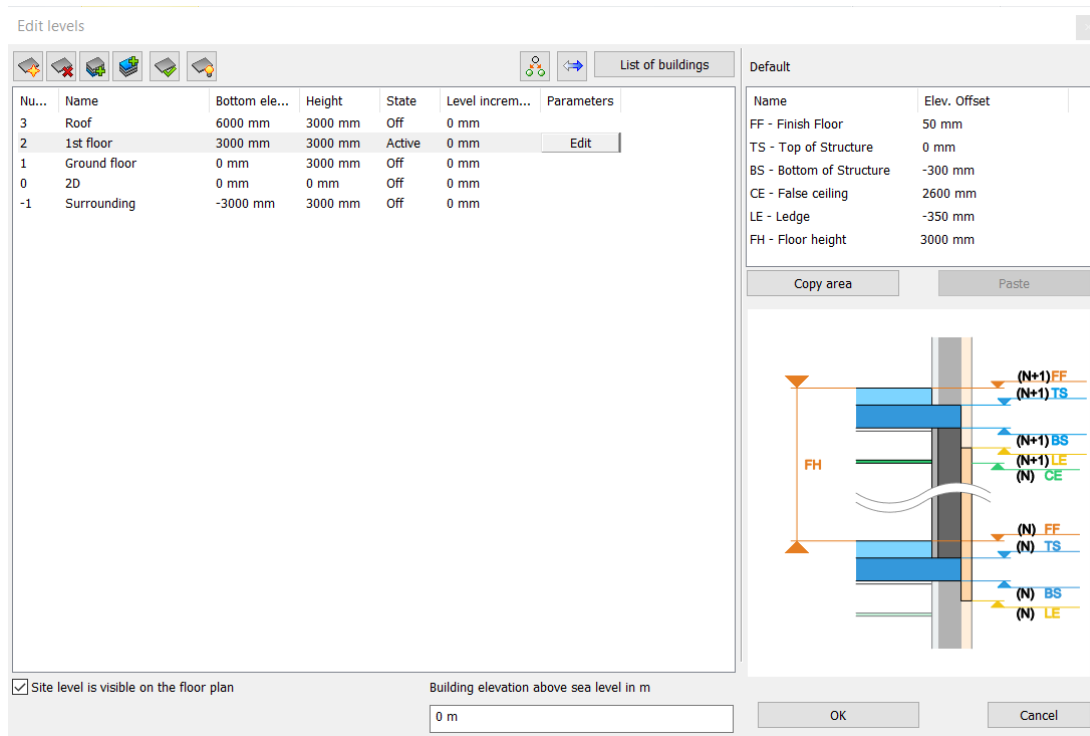 Edit levels
List of buildings
Default
Nu... Name Bottom ele... Height State Level increm... Parameters
3 Roof 6000 mm 3000 mm Off 0 mm
2 1st floor 3000 mm 3000 mm Active 0 mm Edit
1 Ground floor 0 mm 3000 mm Off 0 mm
0 2D 0 mm 0 mm Off 0 mm
-1 Surrounding -3000 mm 3000 mm Off 0 mm
Name Elev. Offset
FF - Finish Floor 50 mm
TS - Top of Structure 0 mm
BS - Bottom of Structure -300 mm
CE - False ceiling 2600 mm
LE - Ledge -350 mm
FH - Floor height 3000 mm
Copy area Paste
(N+1) FF
(N+1) TS
(N+1) BS
(N+1) LE
(N) CE
FH
(N) FF
(N) TS
(N) BS
(N) LE
Site level is visible on the floor plan
Building elevation above sea level in m
0 m
OK Cancel